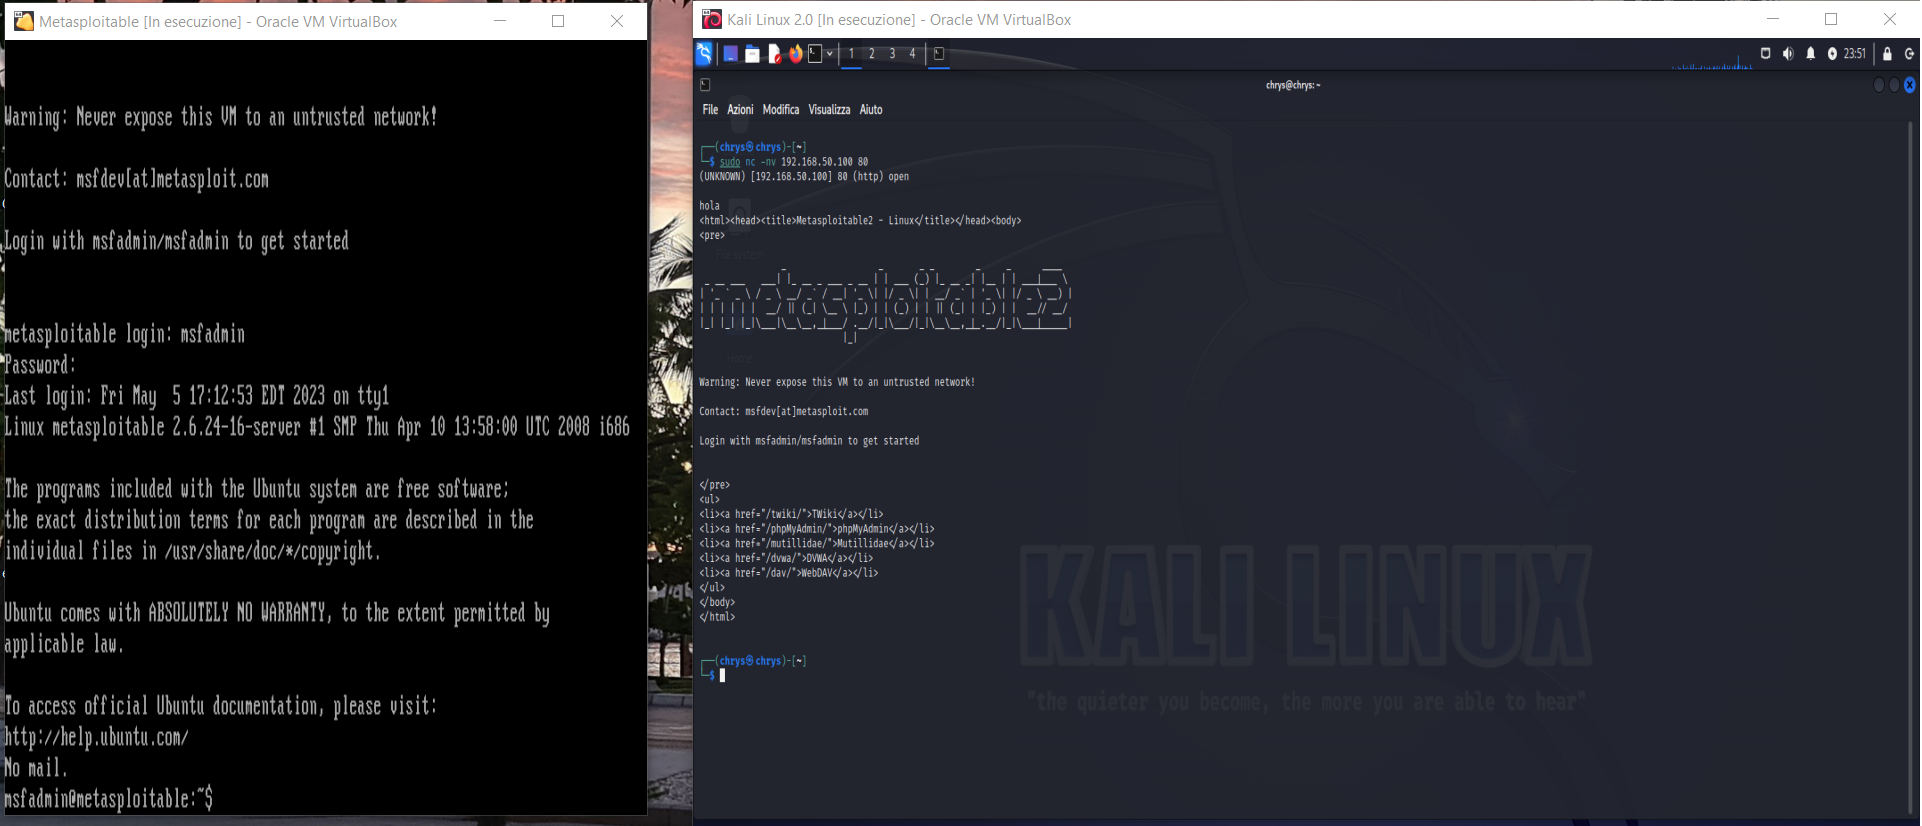 Metasploitable [In esecuzione] - Oracle VM VirtualBox
Warning: Never expose this VM to an untrusted network!
Contact: msfdev[at]metasploit.com
Login with msfadmin/msfadmin to get started
metasploitable login: msfadmin
Password:
Last login: Fri May  5 17:12:53 EDT 2023 on tty1
Linux metasploitable 2.6.24-16-server #1 SMP Thu Apr 10 13:58:00 UTC 2008 i686
The programs included with the Ubuntu system are free software;
the exact distribution terms for each program are described in the
individual files in /usr/share/doc/*/copyright.
Ubuntu comes with ABSOLUTELY NO WARRANTY, to the extent permitted by
applicable law.
To access official Ubuntu documentation, please visit:
http://help.ubuntu.com/
No mail.
msfadmin@metasploitable:~$
Kali Linux 2.0 [In esecuzione] - Oracle VM VirtualBox
1 2 3 4 23:51
chrys@chrys: ~
File Azioni Modifica Visualizza Aiuto
(chrys㉿chrys)-[~]
$ sudo nc -nv 192.168.50.100 80
(UNKNOWN) [192.168.50.100] 80 (http) open
hola
<html><head><title>Metasploitable2 - Linux</title></head><body>
<pre>
metasploitable2
Warning: Never expose this VM to an untrusted network!
Contact: msfdev[at]metasploit.com
Login with msfadmin/msfadmin to get started
</pre>
<ul>
<li><a href="/twiki/">TWiki</a></li>
<li><a href="/phpMyAdmin/">phpMyAdmin</a></li>
<li><a href="/mutillidae/">Mutillidae</a></li>
<li><a href="/dvwa/">DVWA</a></li>
<li><a href="/dav/">WebDAV</a></li>
</ul>
</body>
</html>
(chrys㉿chrys)-[~]
$
File system
Home
KALI LINUX
"the quieter you become, the more you are able to hear"